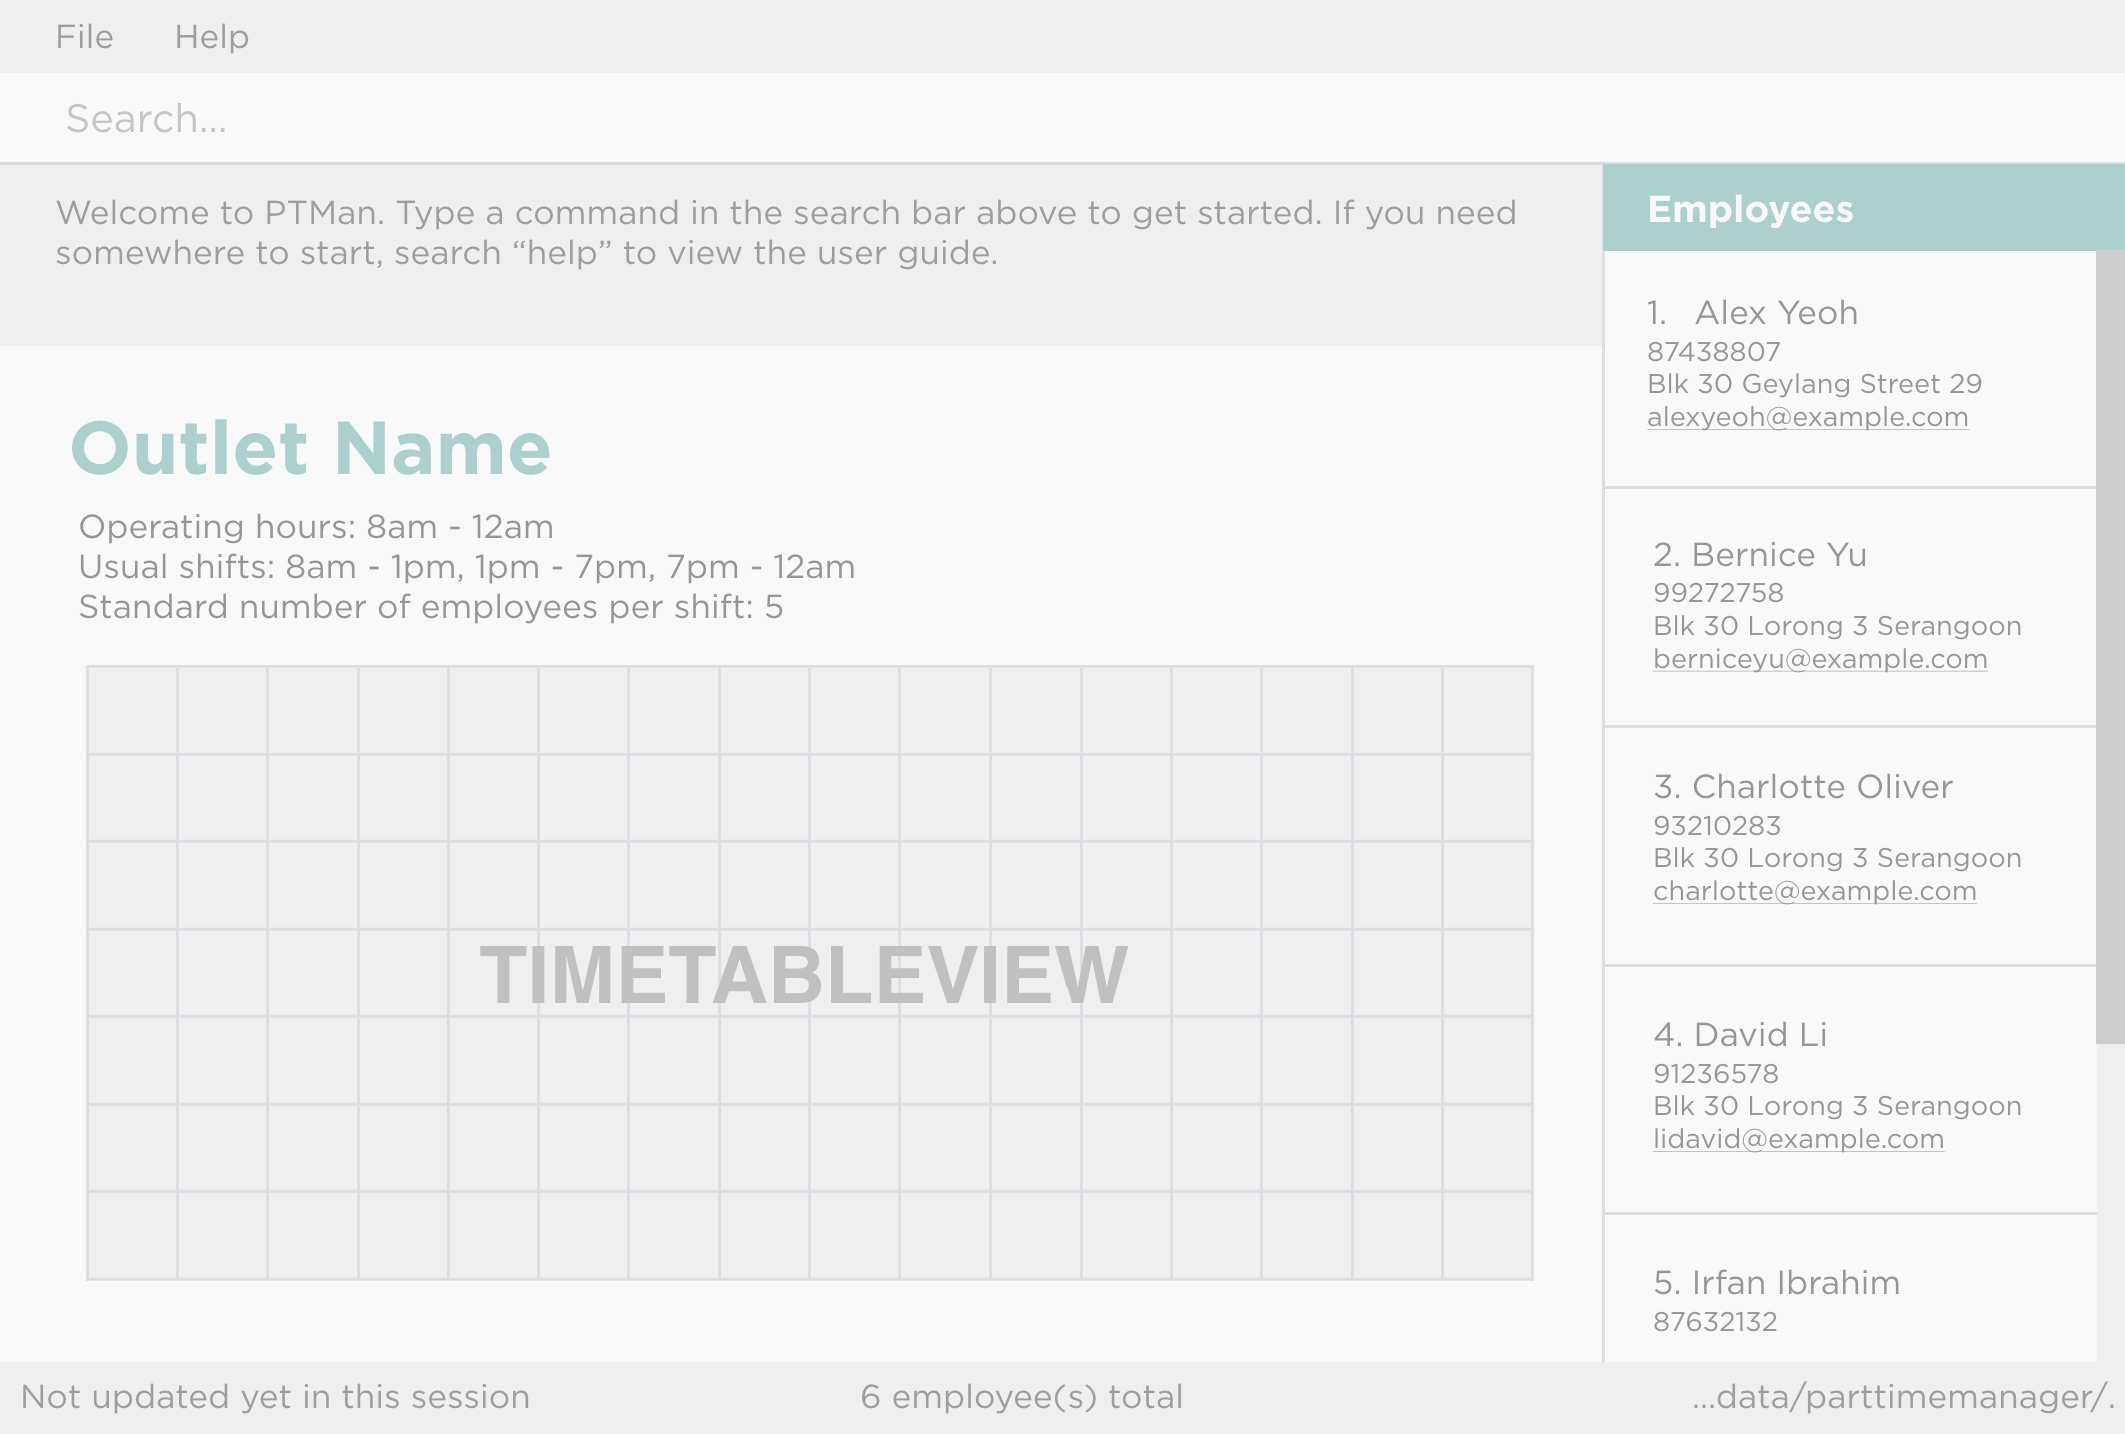 File Help
Search...
Welcome to PTMan. Type a command in the search bar above to get started. If you need
somewhere to start, search “help” to view the user guide.
Outlet Name
Operating hours: 8am - 12am
Usual shifts: 8am - 1pm, 1pm - 7pm, 7pm - 12am
Standard number of employees per shift: 5
TIMETABLEVIEW
Employees
1. Alex Yeoh
87438807
Blk 30 Geylang Street 29
alexyeoh@example.com
2. Bernice Yu
99272758
Blk 30 Lorong 3 Serangoon
berniceyu@example.com
3. Charlotte Oliver
93210283
Blk 30 Lorong 3 Serangoon
charlotte@example.com
4. David Li
91236578
Blk 30 Lorong 3 Serangoon
lidavid@example.com
5. Irfan Ibrahim
87632132
Not updated yet in this session
6 employee(s) total
...data/parttimemanager/.